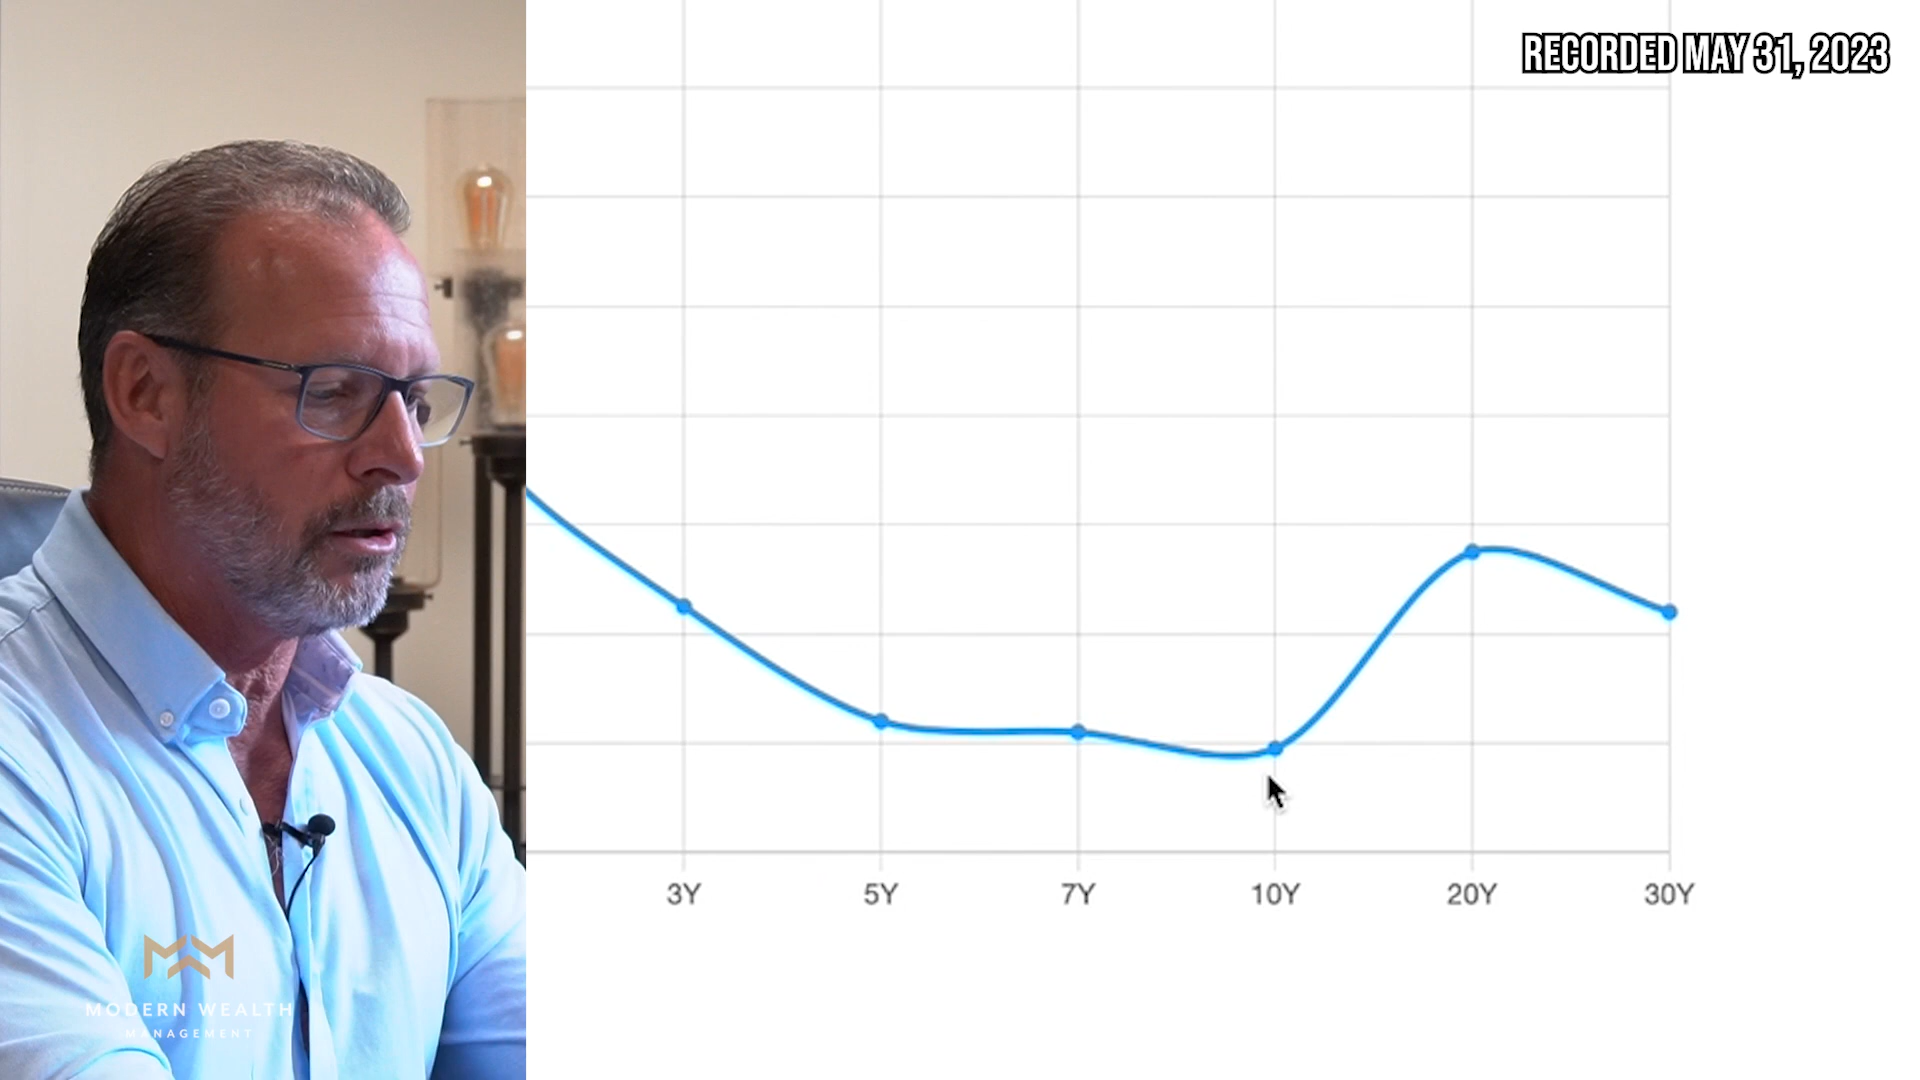 RECORDED MAY 31, 2023
3Y 5Y 7Y 10Y 20Y 30Y
MODERN WEALTH
MANAGEMENT